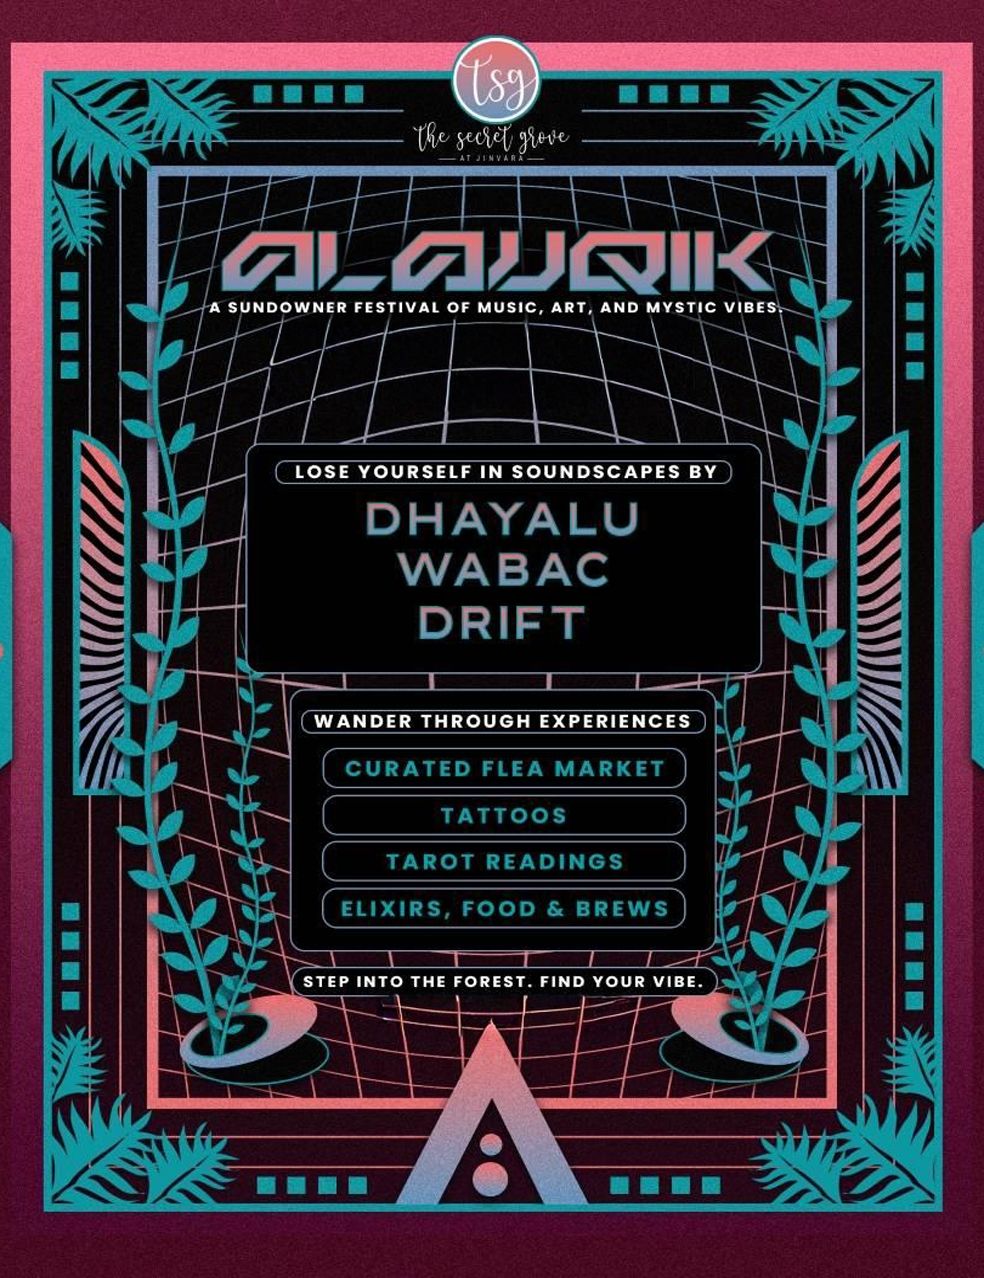 tsg
the secret grove
AT JINVARA
ALAUQIK
A SUNDOWNER FESTIVAL OF MUSIC, ART, AND MYSTIC VIBES.
LOSE YOURSELF IN SOUNDSCAPES BY
DHAYALU
WABAC
DRIFT
WANDER THROUGH EXPERIENCES
CURATED FLEA MARKET
TATTOOS
TAROT READINGS
ELIXIRS, FOOD & BREWS
STEP INTO THE FOREST. FIND YOUR VIBE.